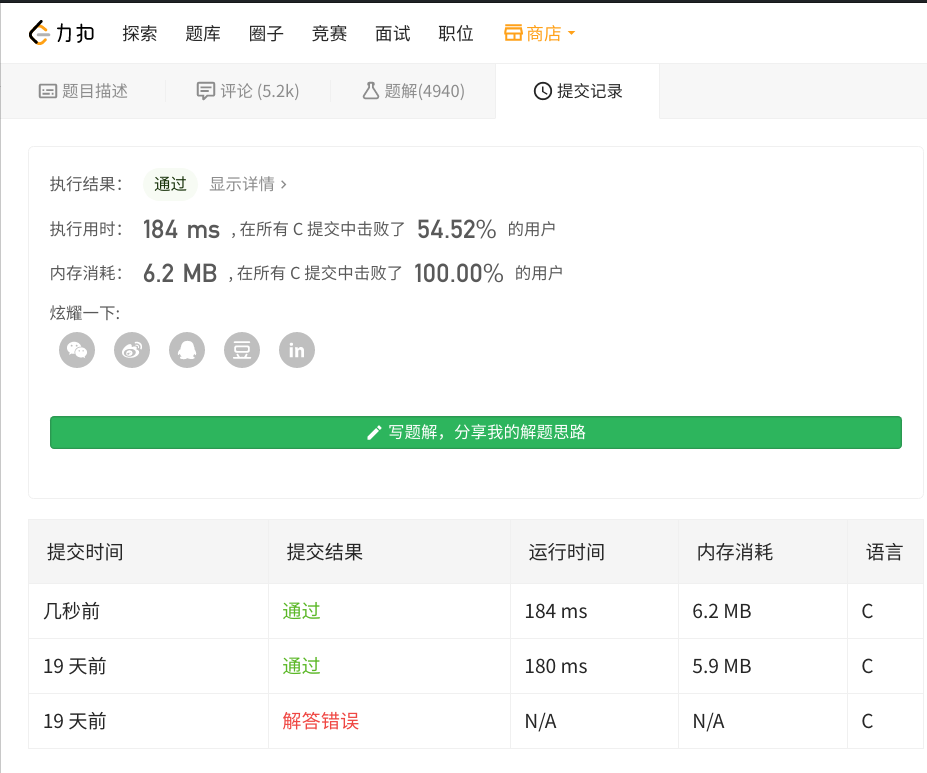 力扣 探索 题库 圈子 竞赛 面试 职位 商店
题目描述 评论 (5.2k) 题解(4940) 提交记录
执行结果： 通过 显示详情 >
执行用时： 184 ms , 在所有 C 提交中击败了 54.52% 的用户
内存消耗： 6.2 MB , 在所有 C 提交中击败了 100.00% 的用户
炫耀一下:
豆 in
写题解，分享我的解题思路
提交时间 提交结果 运行时间 内存消耗 语言
几秒前 通过 184 ms 6.2 MB C
19 天前 通过 180 ms 5.9 MB C
19 天前 解答错误 N/A N/A C